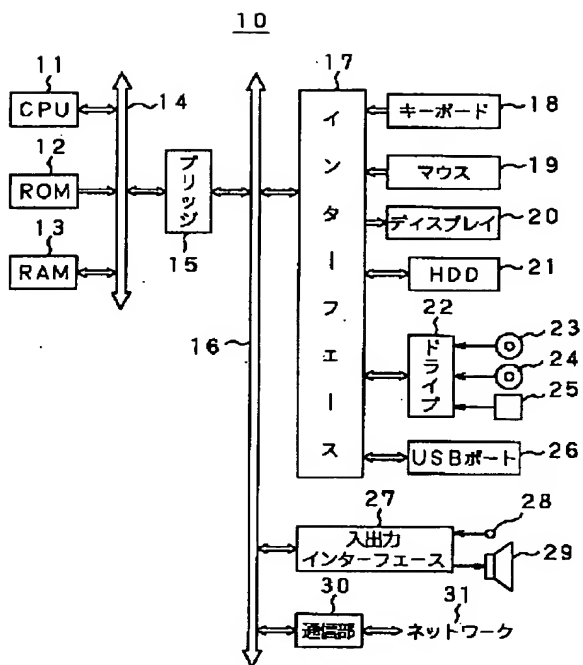 10
11
CPU
12
ROM
13
RAM
14
ブリッジ
15
16
17
インターフェース
キーボード 18
マウス 19
ディスプレイ 20
HDD 21
22
ドライブ
23
24
25
USBポート 26
27
入出力
インターフェース
28
29
30
通信部
31
ネットワーク